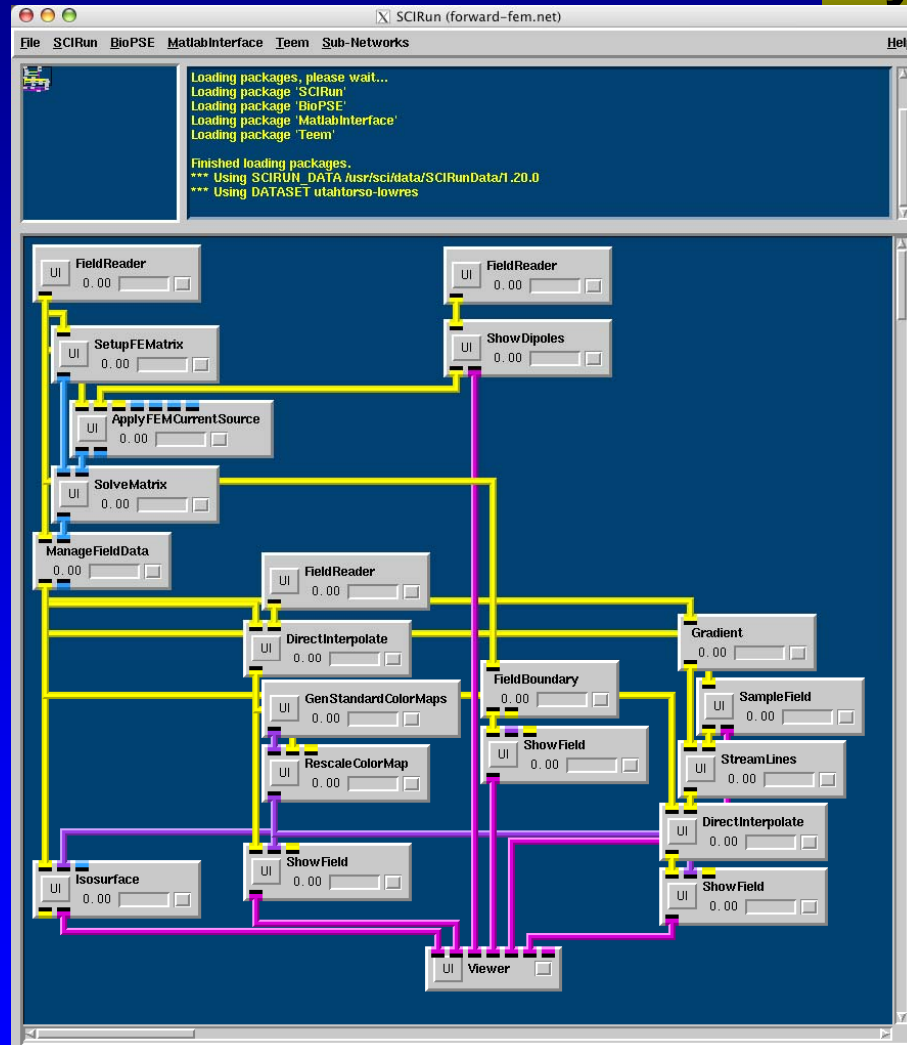 SCIRun (forward-fem.net)
File SCIRun BioPSE MatlabInterface Teem Sub-Networks Help
Loading packages, please wait...
Loading package 'SCIRun'
Loading package 'BioPSE'
Loading package 'MatlabInterface'
Loading package 'Teem'
Finished loading packages.
*** Using SCIRUN_DATA /usr/sci/data/SCIRunData/1.20.0
*** Using DATASET utahtorso-lowres
UI FieldReader
0.00
UI FieldReader
0.00
UI SetupFEMatrix
0.00
UI ShowDipoles
0.00
UI ApplyFEMCurrentSource
0.00
UI SolveMatrix
0.00
ManageFieldData
0.00
UI FieldReader
0.00
UI DirectInterpolate
0.00
Gradient
0.00
UI GenStandardColorMaps
0.00
UI FieldBoundary
0.00
UI SampleField
0.00
UI RescaleColorMap
0.00
UI ShowField
0.00
UI StreamLines
0.00
UI DirectInterpolate
0.00
UI Isosurface
0.00
UI ShowField
0.00
UI ShowField
0.00
UI Viewer